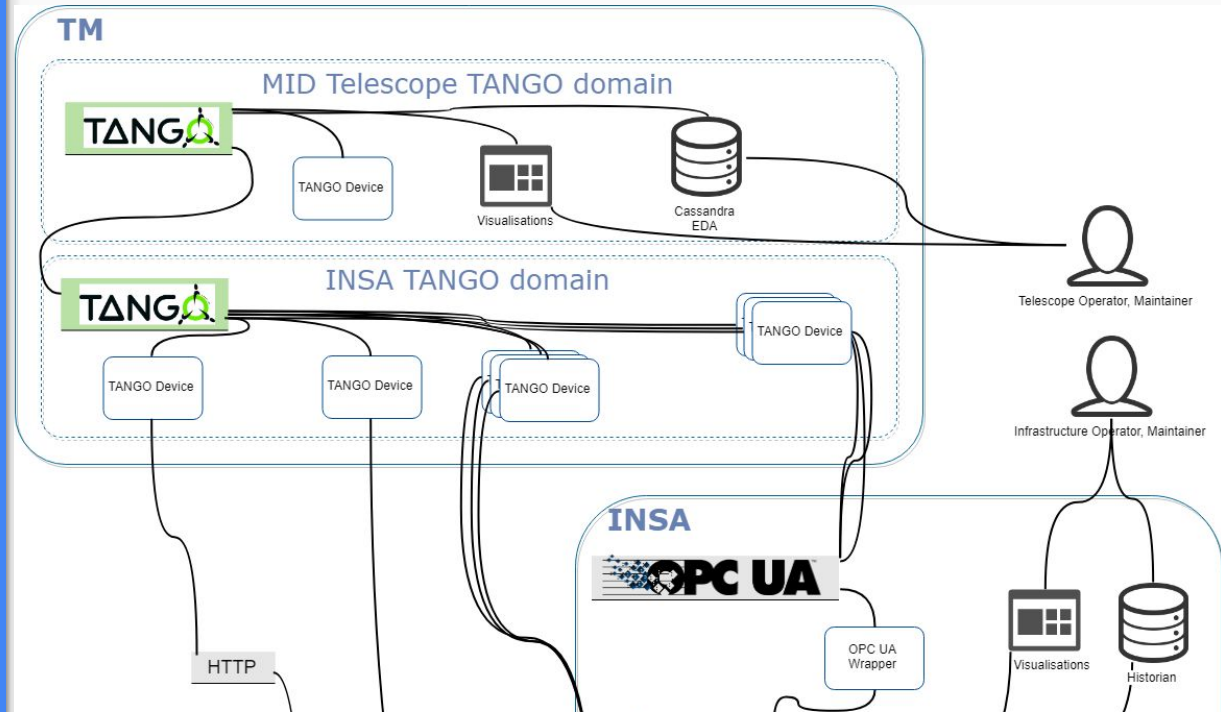 TM
MID Telescope TANGO domain
TANGO
TANGO Device
Visualisations
Cassandra
EDA
Telescope Operator, Maintainer
INSA TANGO domain
TANGO
TANGO Device
TANGO Device
TANGO Device
TANGO Device
Infrastructure Operator, Maintainer
INSA
OPC UA
OPC UA
Wrapper
HTTP
Visualisations
Historian